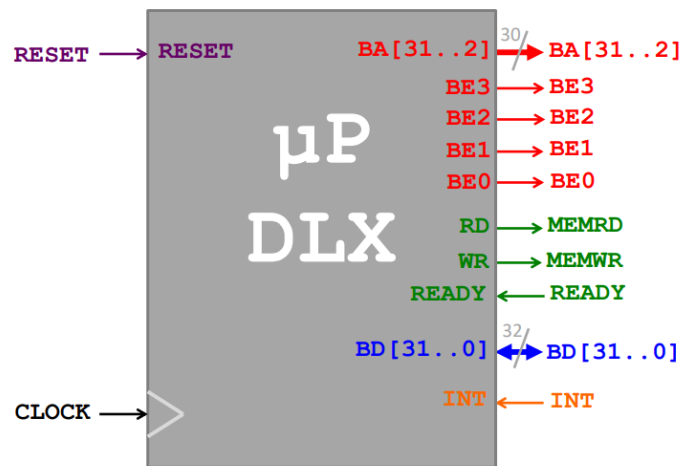 30
RESET RESET BA[31..2] BA[31..2]
BE3 BE3
BE2 BE2
µP
BE1 BE1
BE0 BE0
DLX
RD MEMRD
WR MEMWR
READY READY
32
BD[31..0] BD[31..0]
INT INT
CLOCK